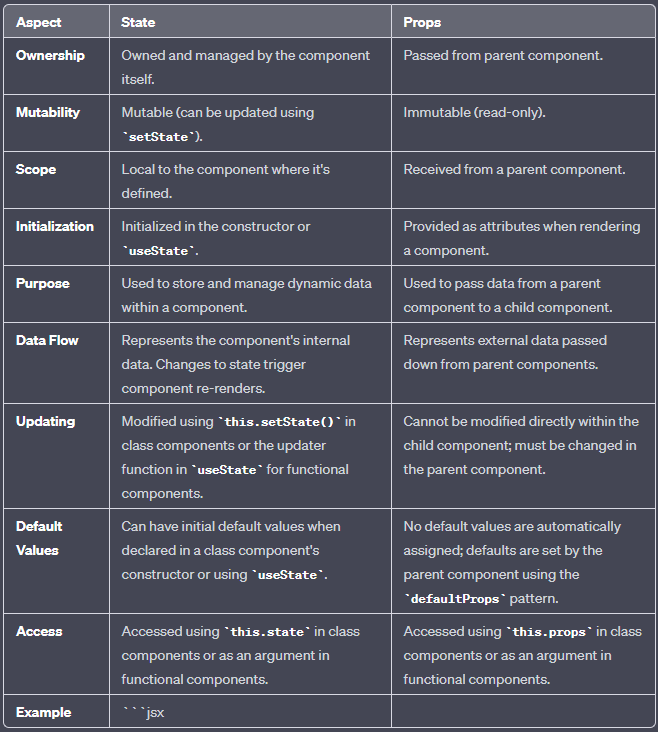 Aspect State Props
Ownership Owned and managed by the component Passed from parent component.
itself.
Mutability Mutable (can be updated using Immutable (read-only).
`setState`).
Scope Local to the component where it's Received from a parent component.
defined.
Initialization Initialized in the constructor or Provided as attributes when rendering
`useState`. a component.
Purpose Used to store and manage dynamic data Used to pass data from a parent
within a component. component to a child component.
Data Flow Represents the component's internal Represents external data passed
data. Changes to state trigger down from parent components.
component re-renders.
Updating Modified using `this.setState()` in Cannot be modified directly within the
class components or the updater child component; must be changed in
function in `useState` for functional the parent component.
components.
Default Can have initial default values when No default values are automatically
Values declared in a class component's assigned; defaults are set by the
constructor or using `useState`. parent component using the
`defaultProps` pattern.
Access Accessed using `this.state` in class Accessed using `this.props` in class
components or as an argument in components or as an argument in
functional components. functional components.
Example ```jsx